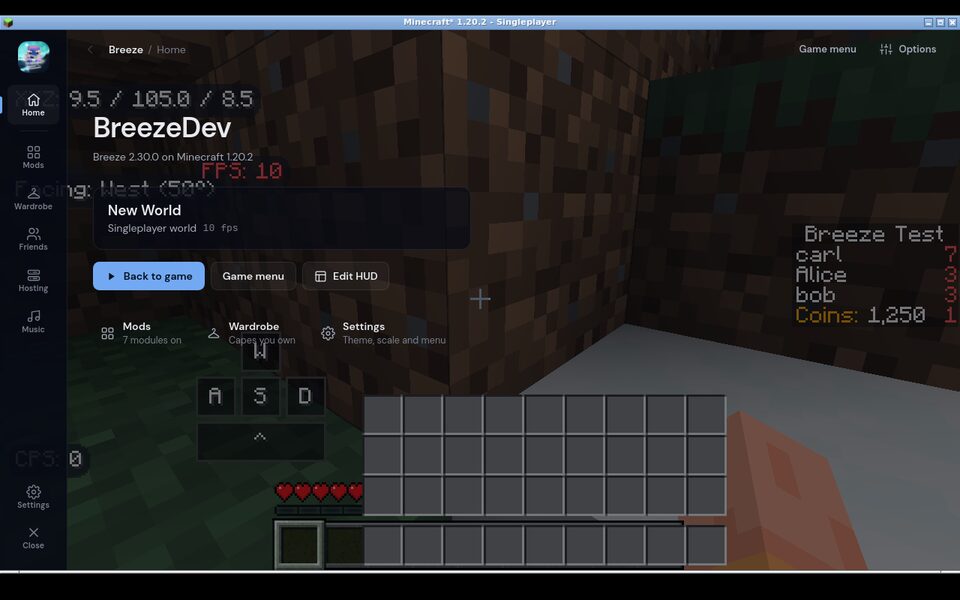 Minecraft* 1.20.2 - Singleplayer
Breeze / Home
Game menu
Options
XYZ: 9.5 / 105.0 / 8.5
Home
BreezeDev
Breeze 2.30.0 on Minecraft 1.20.2
FPS: 10
Mods
Facing: West (50°)
Wardrobe
New World
Singleplayer world 10 fps
Friends
Breeze Test
carl 7
Alice 3
bob 3
Coins: 1,250 1
Hosting
Back to game
Game menu
Edit HUD
Music
Mods
7 modules on
Wardrobe
Capes you own
Settings
Theme, scale and menu
W
A S D
^
CPS: 0
Settings
Close